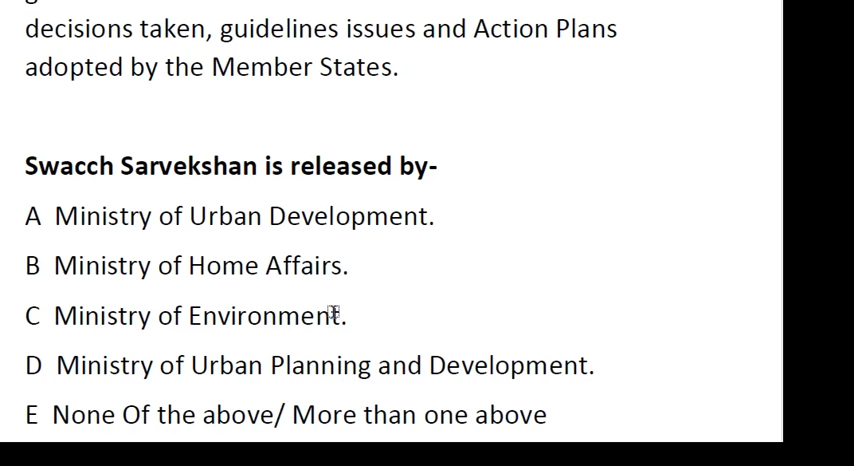 decisions taken, guidelines issues and Action Plans
adopted by the Member States.
Swacch Sarvekshan is released by-
A Ministry of Urban Development.
B Ministry of Home Affairs.
C Ministry of Environment.
D Ministry of Urban Planning and Development.
E None Of the above/ More than one above